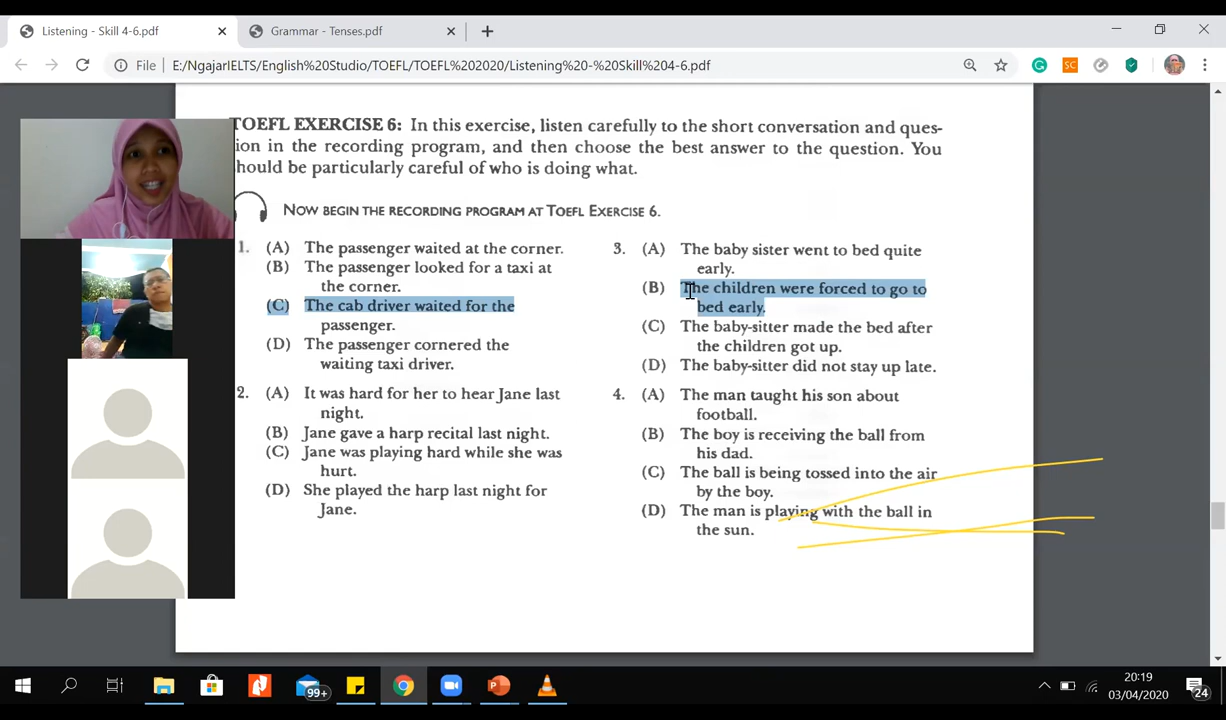 Listening - Skill 4-6.pdf
Grammar - Tenses.pdf
File
E:/NgajarIELTS/English%20Studio/TOEFL/TOEFL%202020/Listening%20-%20Skill%204-6.pdf
SC
TOEFL EXERCISE 6: In this exercise, listen carefully to the short conversation and ques-
ion in the recording program, and then choose the best answer to the question. You
hould be particularly careful of who is doing what.
NOW BEGIN THE RECORDING PROGRAM AT TOEFL EXERCISE 6.
1. (A) The passenger waited at the corner.
(B) The passenger looked for a taxi at
the corner.
(C) The cab driver waited for the
passenger.
(D) The passenger cornered the
waiting taxi driver.
2. (A) It was hard for her to hear Jane last
night.
(B) Jane gave a harp recital last night.
(C) Jane was playing hard while she was
hurt.
(D) She played the harp last night for
Jane.
3. (A) The baby sister went to bed quite
early.
(B) The children were forced to go to
bed early.
(C) The baby-sitter made the bed after
the children got up.
(D) The baby-sitter did not stay up late.
4. (A) The man taught his son about
football.
(B) The boy is receiving the ball from
his dad.
(C) The ball is being tossed into the air
by the boy.
(D) The man is playing with the ball in
the sun.
99+
20:19
03/04/2020
24